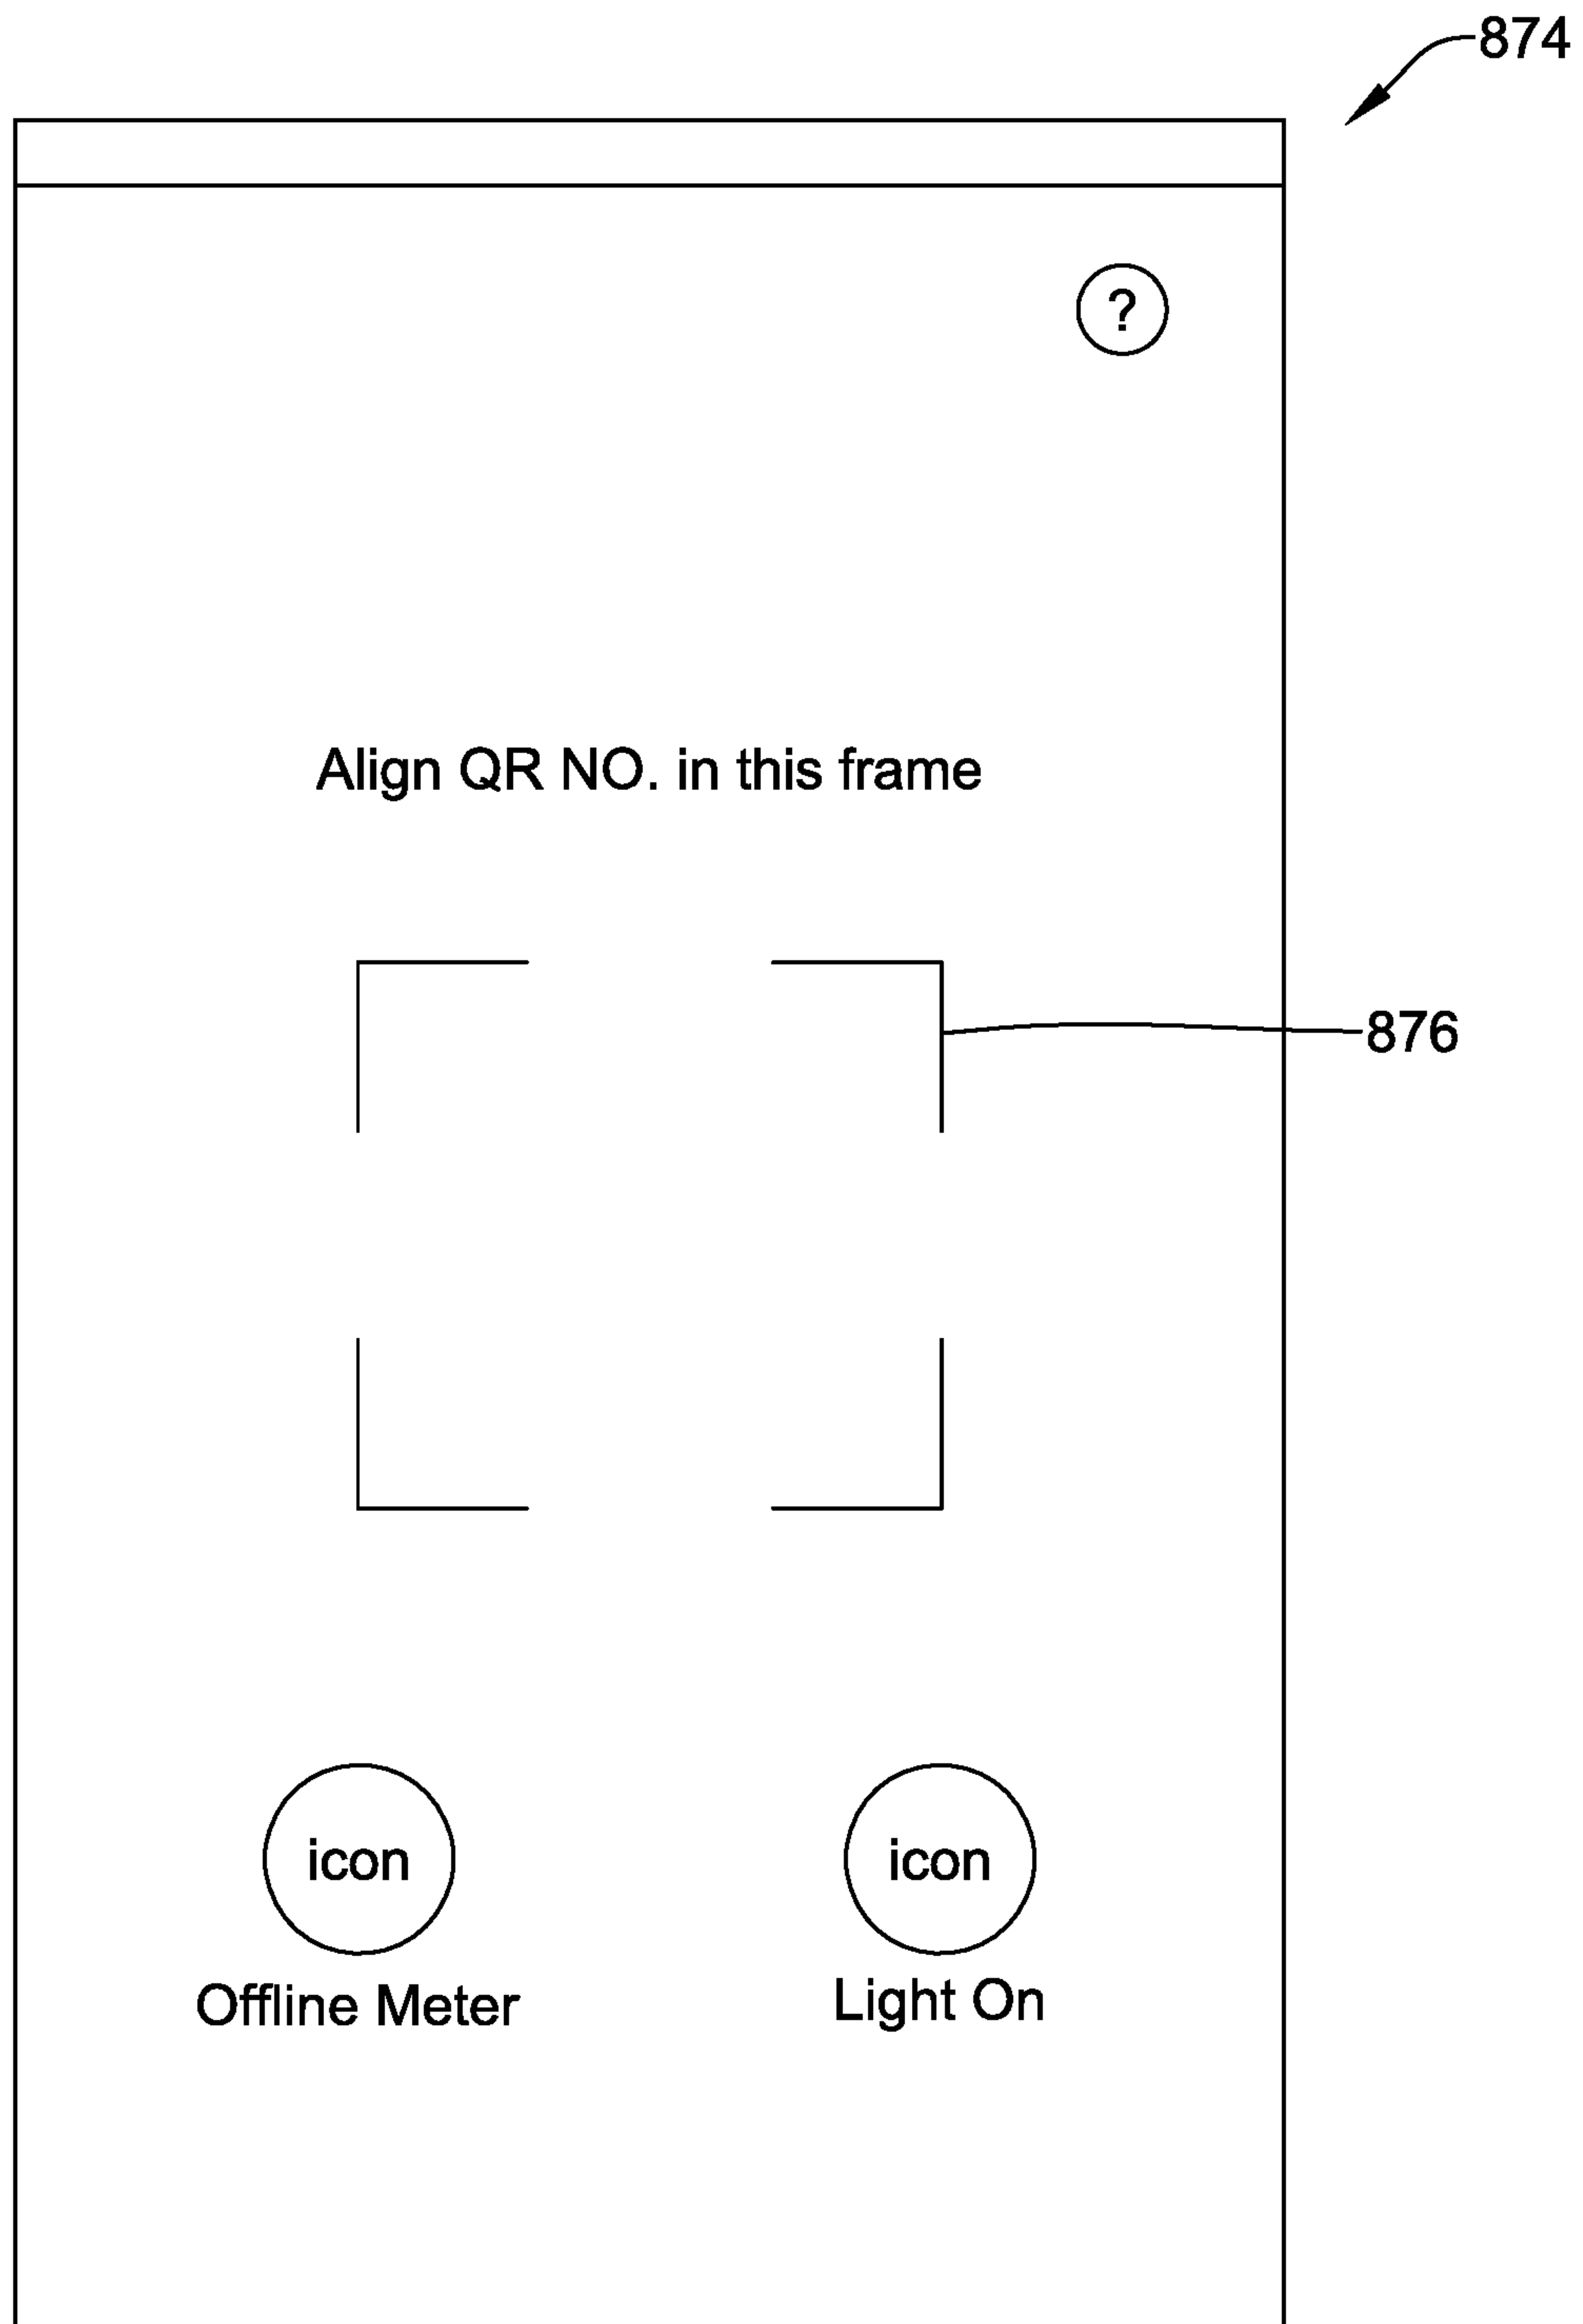 874
?
Align QR NO. in this frame
876
icon
icon
Offline Meter
Light On